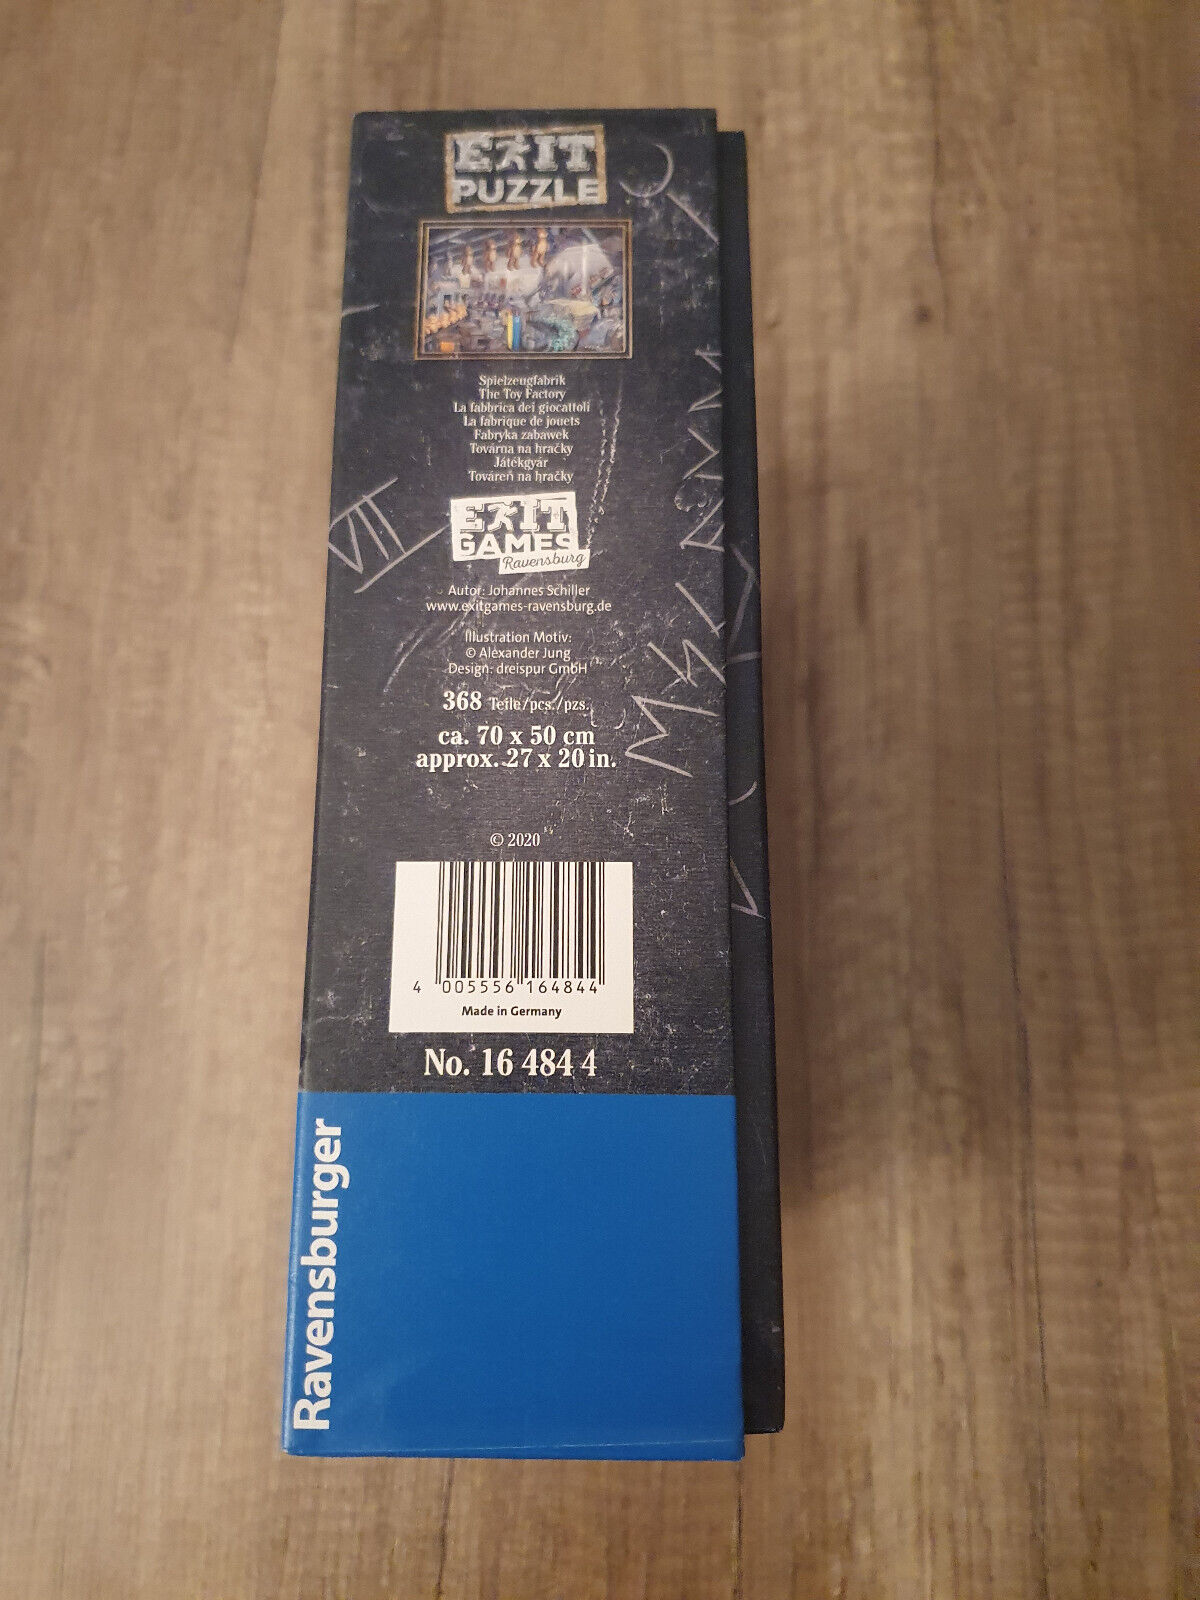 EXIT
PUZZLE
Spielzeugfabrik
The Toy Factory
La fabbrica dei giocattoli
La fabrique de jouets
Fabryka zabawek
Továrna na hračky
Játékgyár
Továreň na hračky
VII
EXIT
GAMES
Ravensburg
Autor: Johannes Schiller
www.exitgames-ravensburg.de
Illustration Motiv:
© Alexander Jung
Design: dreispur GmbH
368 Teile/pcs./pzs.
ca. 70 x 50 cm
approx. 27 x 20 in.
© 2020
4 005556 164844
Made in Germany
No. 16 484 4
Ravensburger